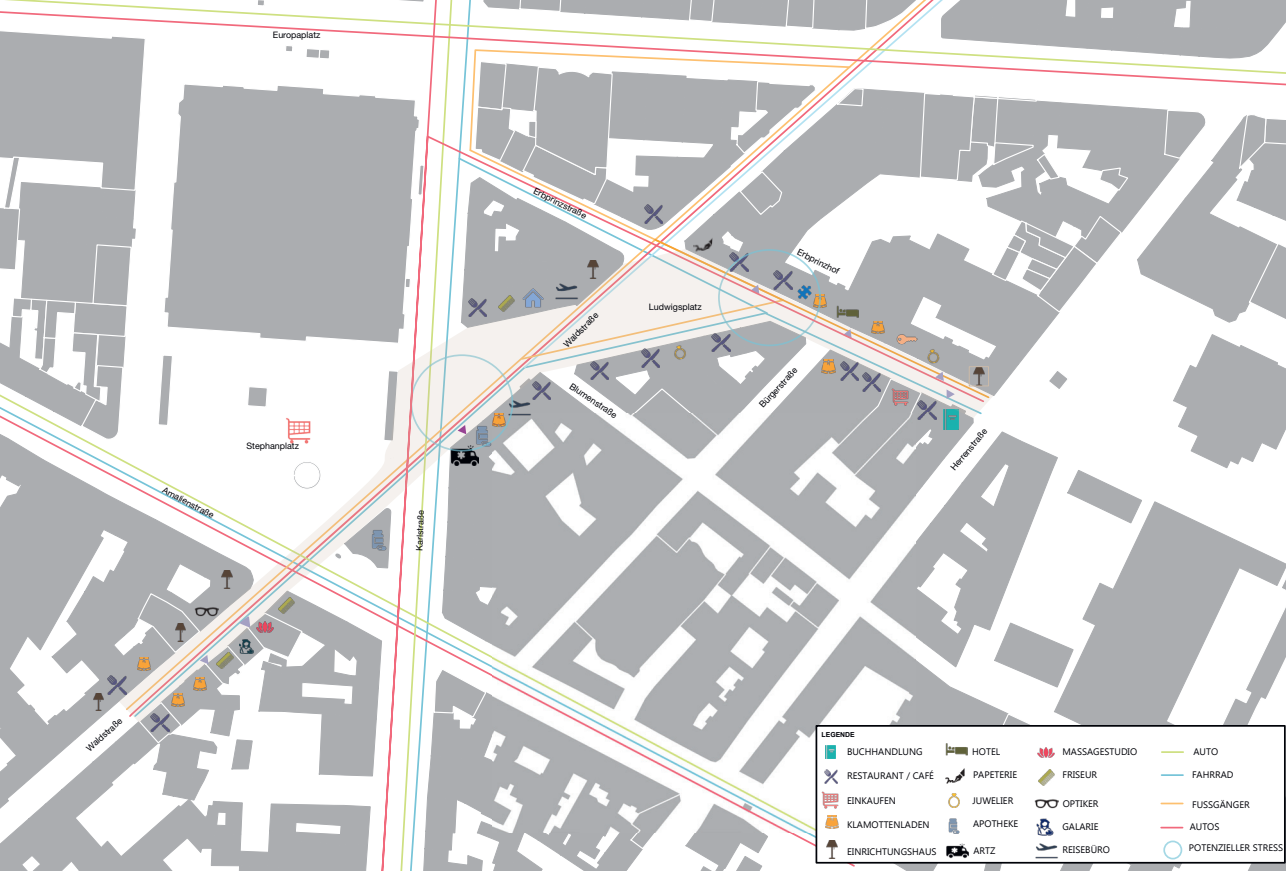 Europaplatz
Erbprinzstraße
Erbprinzhof
Ludwigsplatz
Waldstraße
Blumenstraße
Bürgerstraße
Herrenstraße
Stephanplatz
Amalienstraße
Karlstraße
Waldstraße
LEGENDE
BUCHHANDLUNG HOTEL MASSAGESTUDIO AUTO
RESTAURANT / CAFÉ PAPETERIE FRISEUR FAHRRAD
EINKAUFEN JUWELIER OPTIKER FUSSGÄNGER
KLAMOTTENLADEN APOTHEKE GALARIE AUTOS
EINRICHTUNGSHAUS ARTZ REISEBÜRO POTENZIELLER STRESS